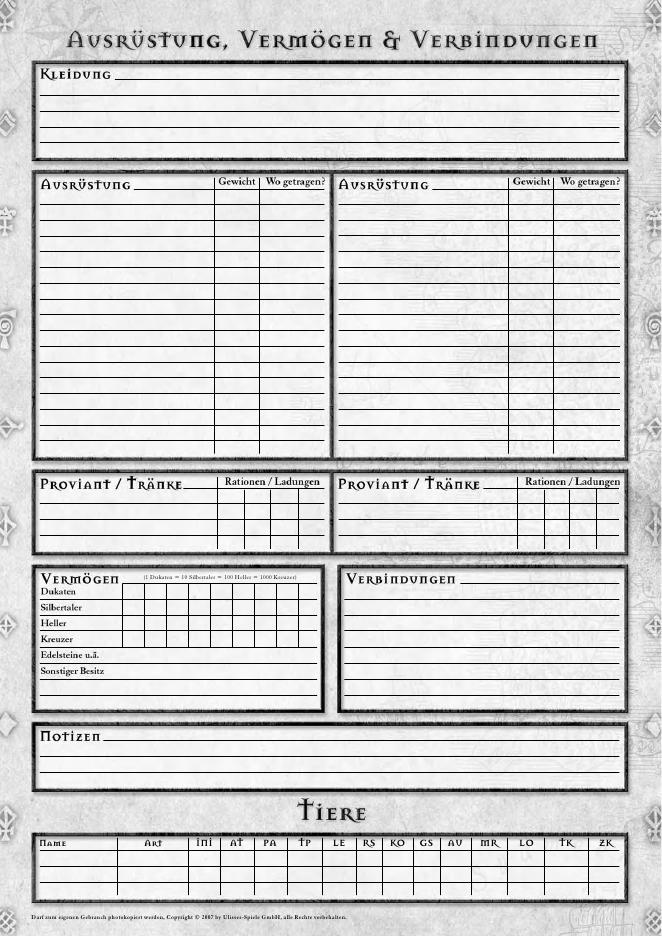 Ausrüstung, Vermögen & Verbindungen
Kleidung
Ausrüstung Gewicht Wo getragen? Ausrüstung Gewicht Wo getragen?
Proviant / Tränke Rationen / Ladungen Proviant / Tränke Rationen / Ladungen
Vermögen (1 Dukaten = 10 Silbertaler = 100 Heller = 1000 Kreuzer)
Dukaten
Silbertaler
Heller
Kreuzer
Edelsteine u.ä.
Sonstiger Besitz
Verbindungen
Notizen
Tiere
Name Art INI AT PA TP LE RS KO GS AU MR LO TK ZK
Darf zum eigenen Gebrauch photokopiert werden, Copyright © 2007 by Ulisses-Spiele GmbH, alle Rechte vorbehalten.